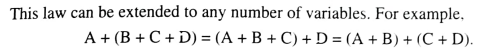 This law can be extended to any number of variables. For example,
A + (B + C + D) = (A + B + C) + D = (A + B) + (C + D).